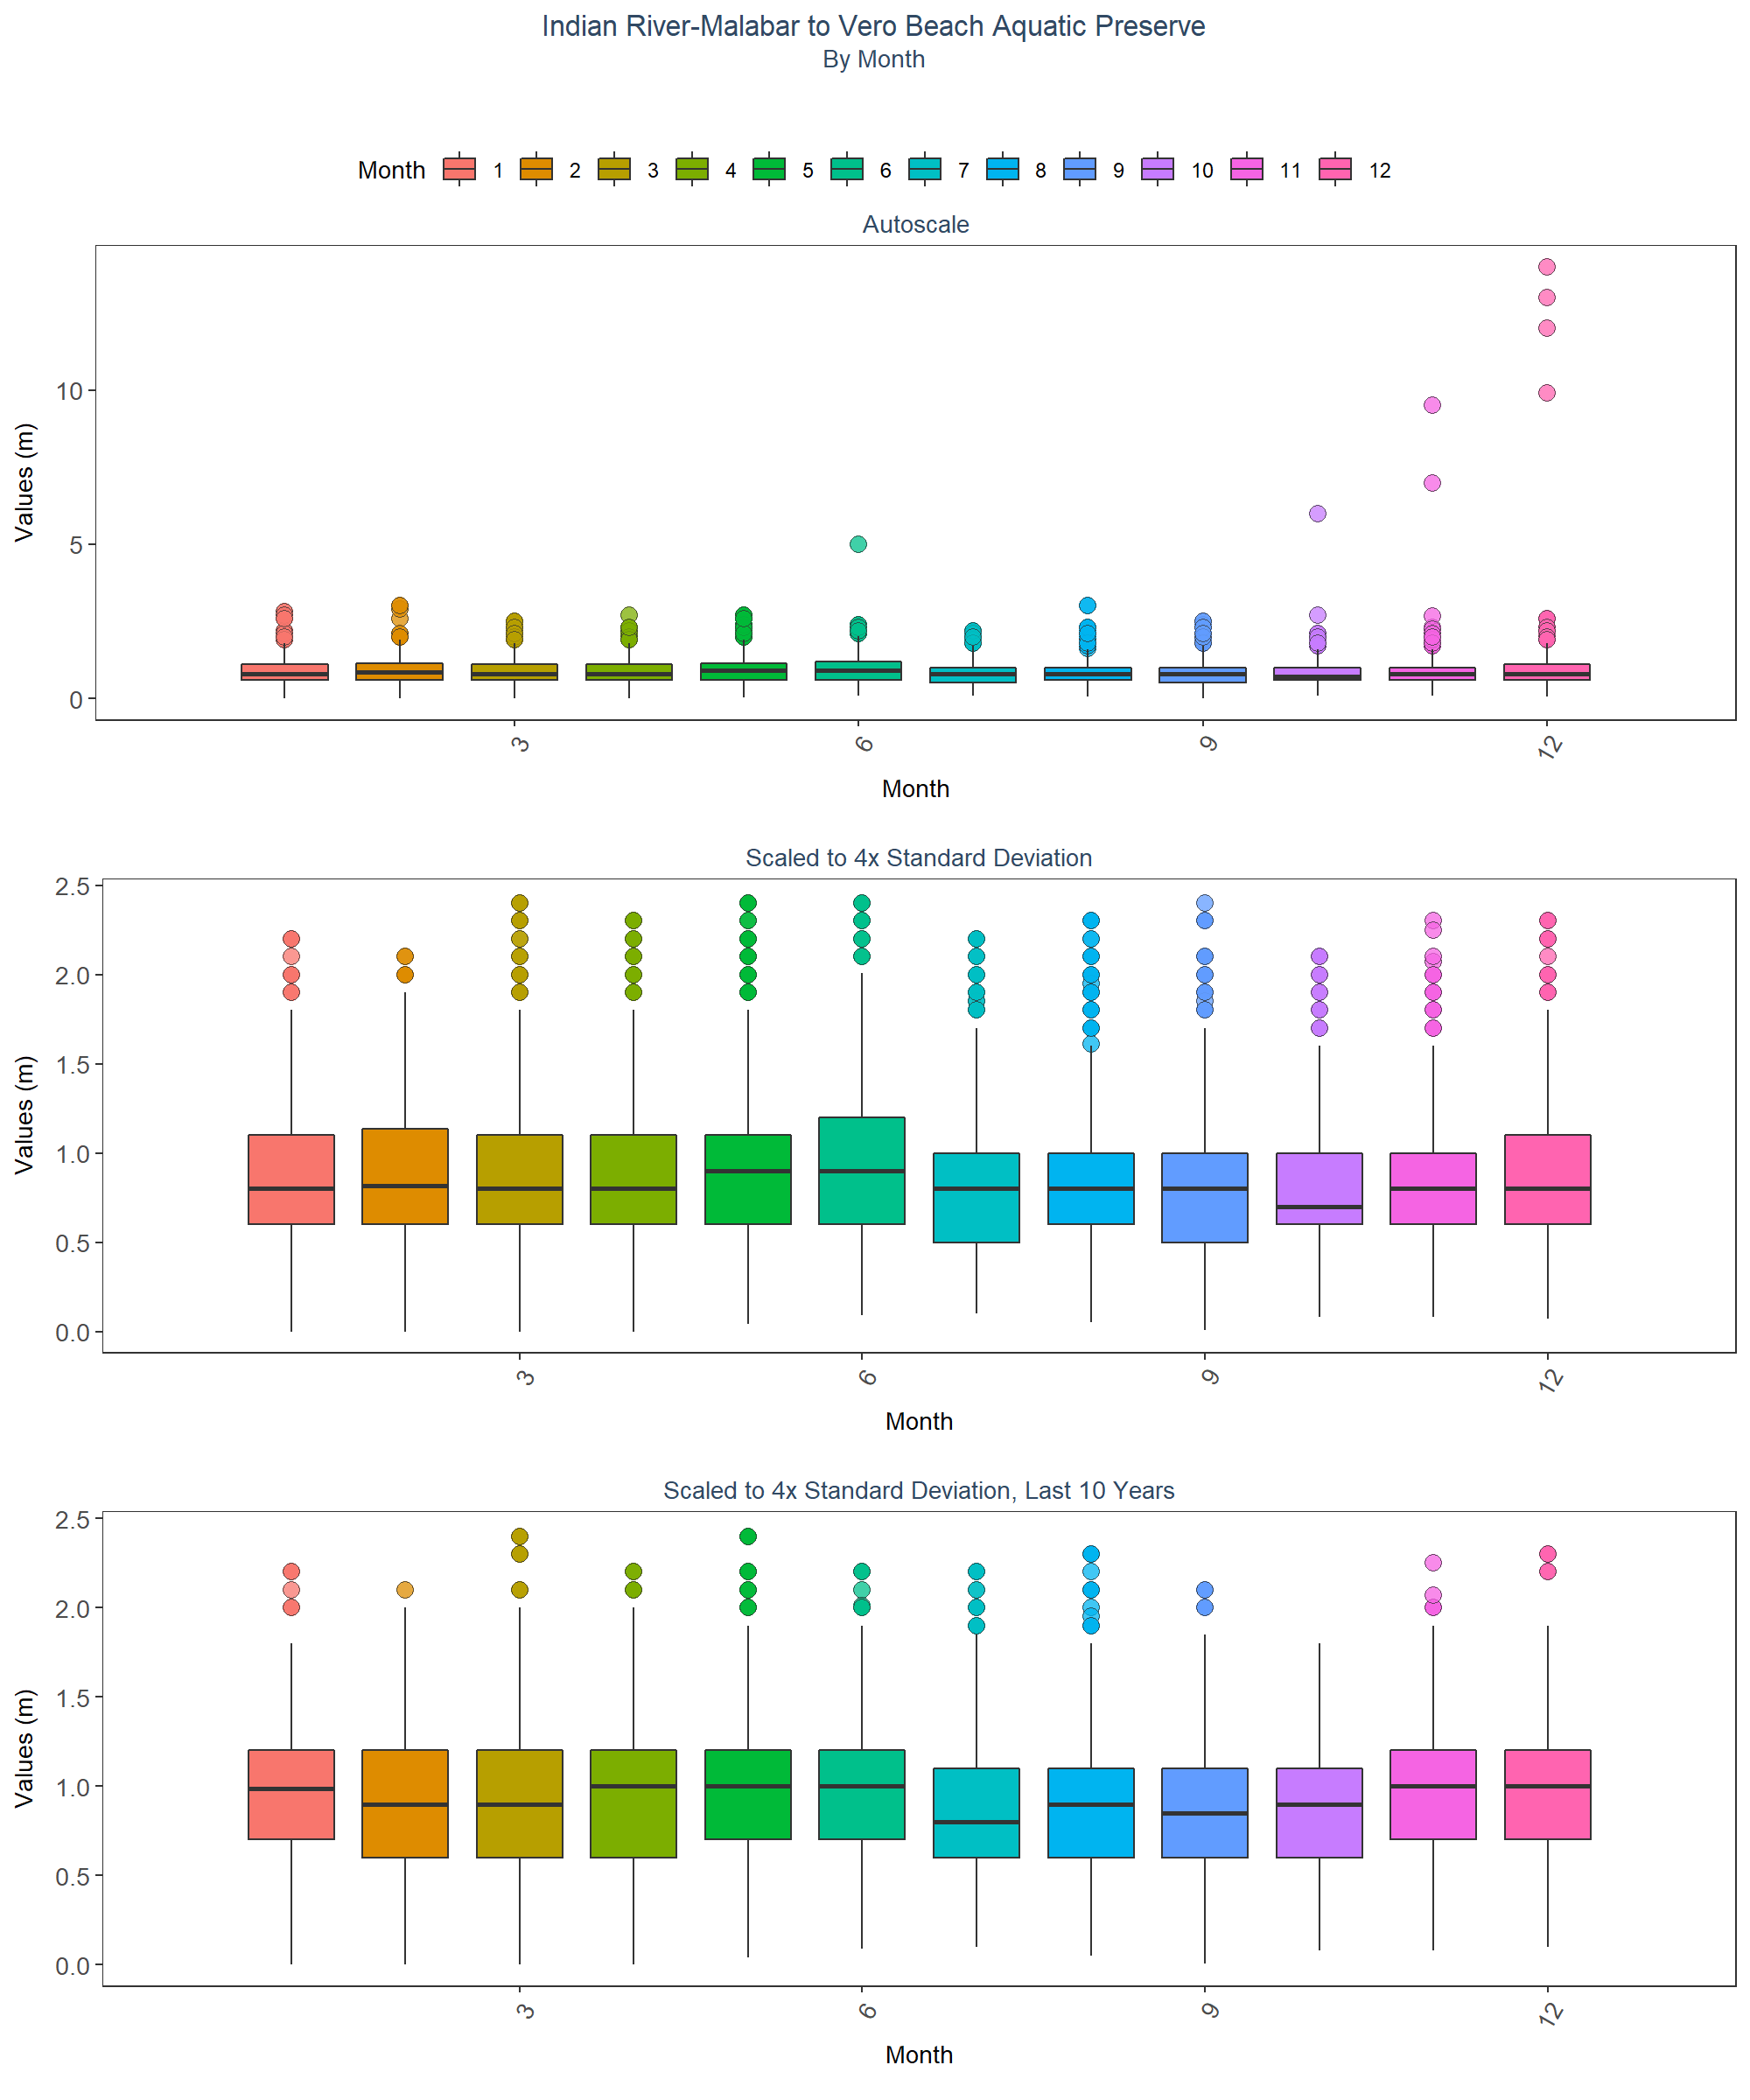 Indian River-Malabar to Vero Beach Aquatic Preserve
By Month
Month 1 2 3 4 5 6 7 8 9 10 11 12
Autoscale
Values (m)
10
5
0
3 6 9 12
Month
Scaled to 4x Standard Deviation
Values (m)
2.5
2.0
1.5
1.0
0.5
0.0
3 6 9 12
Month
Scaled to 4x Standard Deviation, Last 10 Years
Values (m)
2.5
2.0
1.5
1.0
0.5
0.0
3 6 9 12
Month